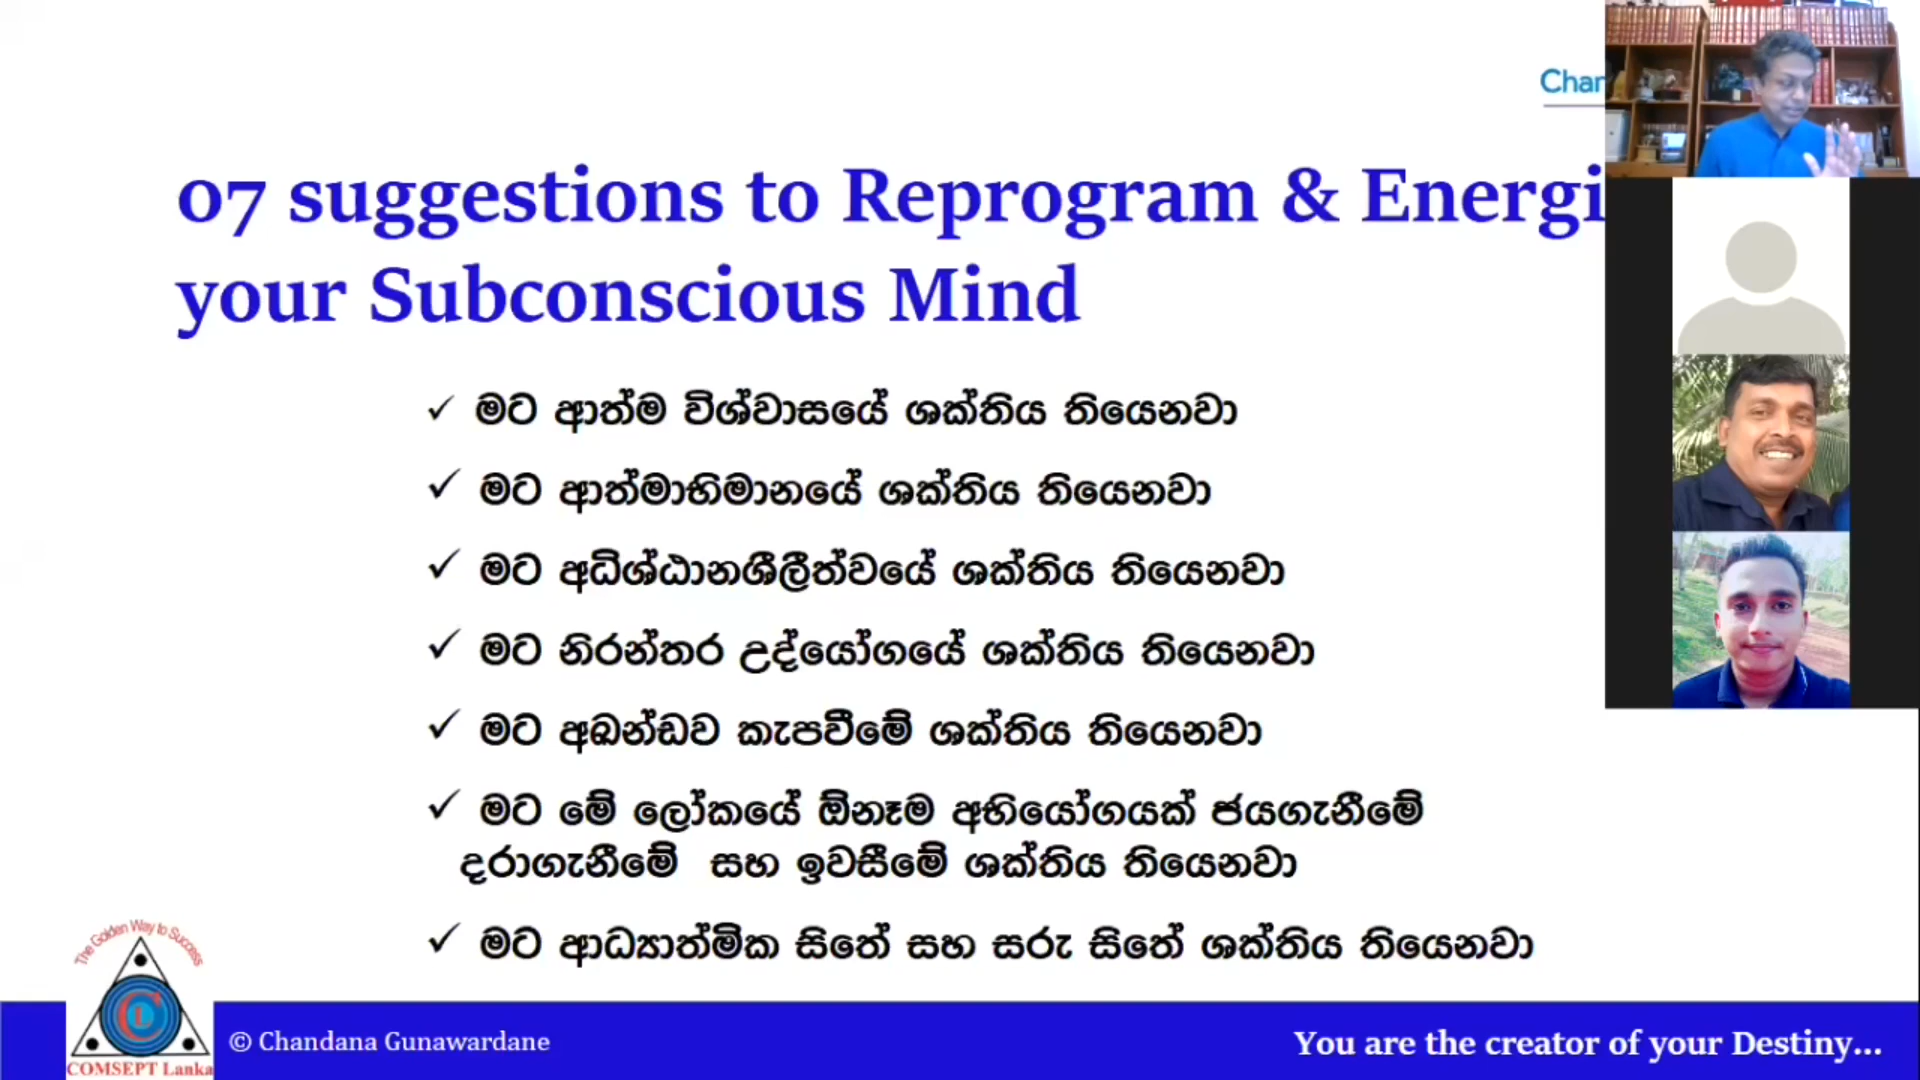 07 suggestions to Reprogram & Energi
your Subconscious Mind
✓ මට ආත්ම විශ්වාසයේ ශක්තිය තියෙනවා
✓ මට ආත්මාභිමානයේ ශක්තිය තියෙනවා
✓ මට අධිශ්ඨානශීලීත්වයේ ශක්තිය තියෙනවා
✓ මට නිරන්තර උද්යෝගයේ ශක්තිය තියෙනවා
✓ මට අඛන්ඩව කැපවීමේ ශක්තිය තියෙනවා
✓ මට මේ ලෝකයේ ඕනෑම අභියෝගයක් ජයගැනීමේ
දරාගැනීමේ සහ ඉවසීමේ ශක්තිය තියෙනවා
✓ මට ආධ්‍යාත්මික සිතේ සහ සරු සිතේ ශක්තිය තියෙනවා
The Golden Way to Success
COMSEPT Lanka
© Chandana Gunawardane
You are the creator of your Destiny...